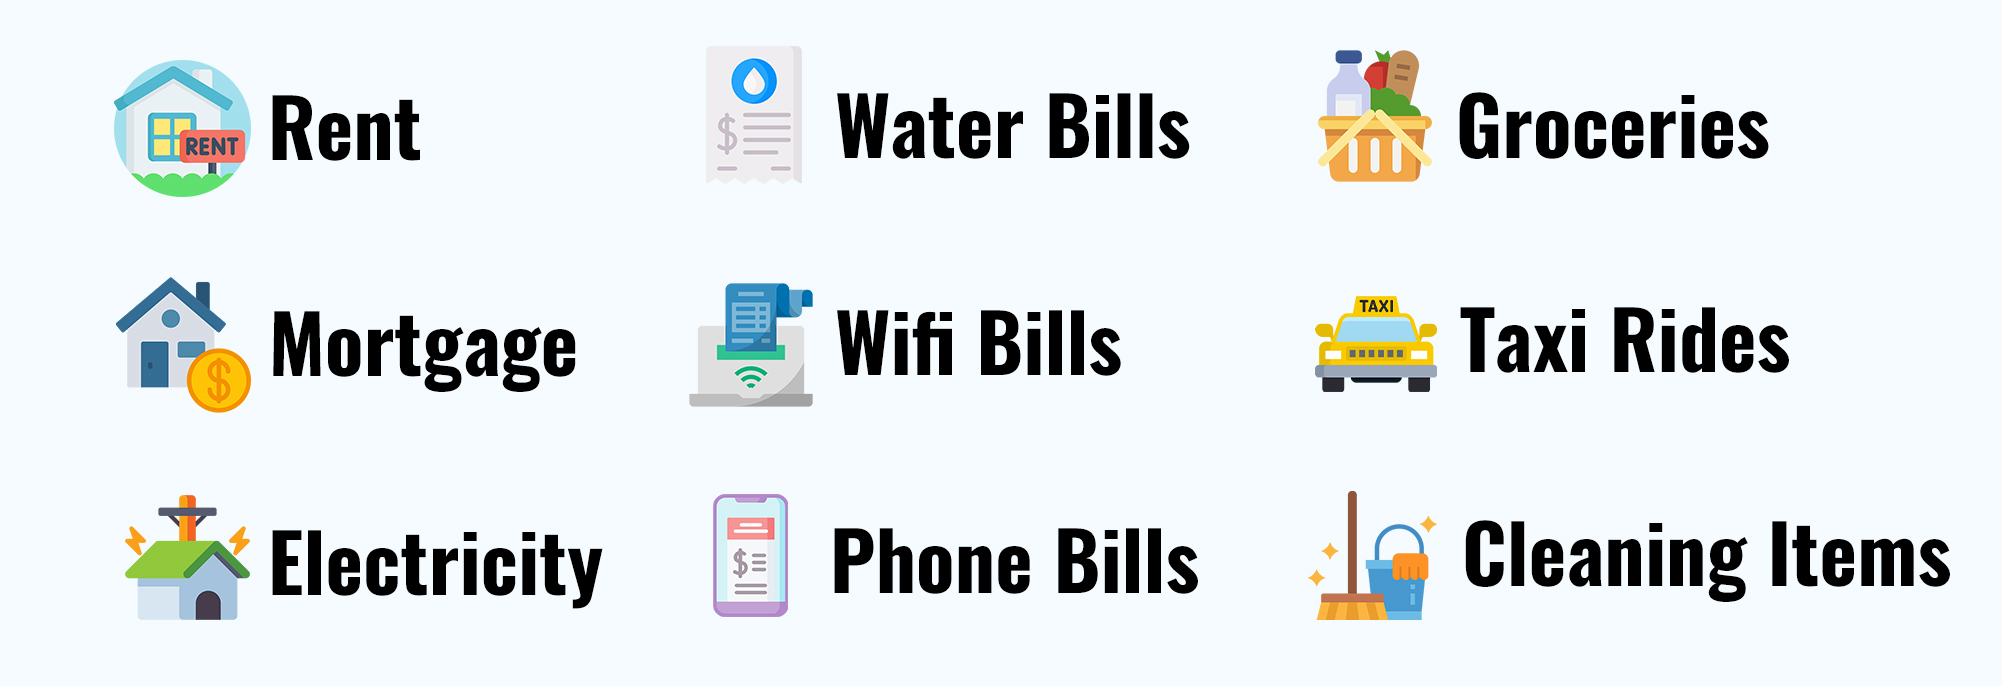 RENT
Rent
Water Bills
Groceries
Mortgage
Wifi Bills
TAXI
Taxi Rides
Electricity
Phone Bills
Cleaning Items